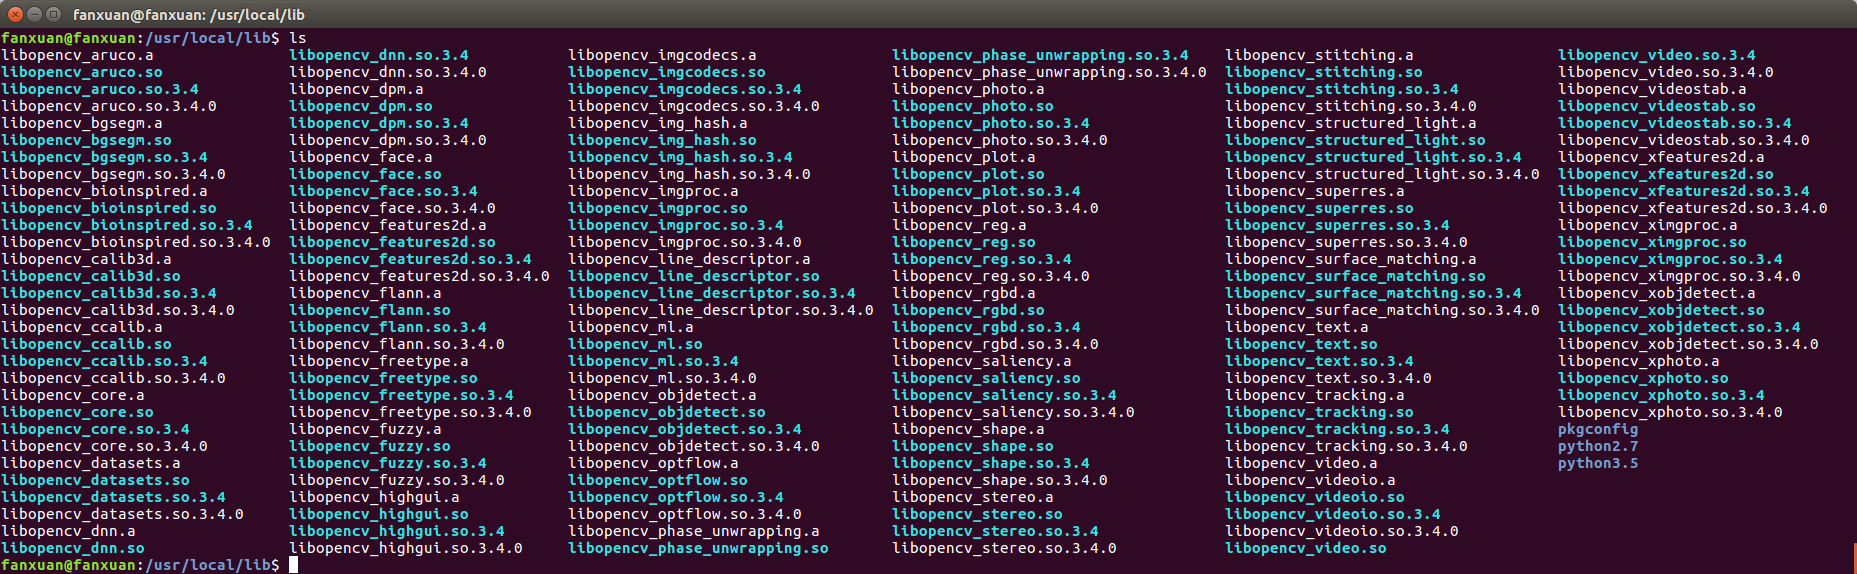 fanxuan@fanxuan: /usr/local/lib
fanxuan@fanxuan:/usr/local/lib$ ls
libopencv_aruco.a libopencv_dnn.so.3.4 libopencv_imgcodecs.a libopencv_phase_unwrapping.so.3.4 libopencv_stitching.a libopencv_video.so.3.4
libopencv_aruco.so libopencv_dnn.so.3.4.0 libopencv_imgcodecs.so libopencv_phase_unwrapping.so.3.4.0 libopencv_stitching.so libopencv_video.so.3.4.0
libopencv_aruco.so.3.4 libopencv_dpm.a libopencv_imgcodecs.so.3.4 libopencv_photo.a libopencv_stitching.so.3.4 libopencv_videostab.a
libopencv_aruco.so.3.4.0 libopencv_dpm.so libopencv_imgcodecs.so.3.4.0 libopencv_photo.so libopencv_stitching.so.3.4.0 libopencv_videostab.so
libopencv_bgsegm.a libopencv_dpm.so.3.4 libopencv_img_hash.a libopencv_photo.so.3.4 libopencv_structured_light.a libopencv_videostab.so.3.4
libopencv_bgsegm.so libopencv_dpm.so.3.4.0 libopencv_img_hash.so libopencv_photo.so.3.4.0 libopencv_structured_light.so libopencv_videostab.so.3.4.0
libopencv_bgsegm.so.3.4 libopencv_face.a libopencv_img_hash.so.3.4 libopencv_plot.a libopencv_structured_light.so.3.4 libopencv_xfeatures2d.a
libopencv_bgsegm.so.3.4.0 libopencv_face.so libopencv_img_hash.so.3.4.0 libopencv_plot.so libopencv_structured_light.so.3.4.0 libopencv_xfeatures2d.so
libopencv_bioinspired.a libopencv_face.so.3.4 libopencv_imgproc.a libopencv_plot.so.3.4 libopencv_superres.a libopencv_xfeatures2d.so.3.4
libopencv_bioinspired.so libopencv_face.so.3.4.0 libopencv_imgproc.so libopencv_plot.so.3.4.0 libopencv_superres.so libopencv_xfeatures2d.so.3.4.0
libopencv_bioinspired.so.3.4 libopencv_features2d.a libopencv_imgproc.so.3.4 libopencv_reg.a libopencv_superres.so.3.4 libopencv_ximgproc.a
libopencv_bioinspired.so.3.4.0 libopencv_features2d.so libopencv_imgproc.so.3.4.0 libopencv_reg.so libopencv_superres.so.3.4.0 libopencv_ximgproc.so
libopencv_calib3d.a libopencv_features2d.so.3.4 libopencv_line_descriptor.a libopencv_reg.so.3.4 libopencv_surface_matching.a libopencv_ximgproc.so.3.4
libopencv_calib3d.so libopencv_features2d.so.3.4.0 libopencv_line_descriptor.so libopencv_reg.so.3.4.0 libopencv_surface_matching.so libopencv_ximgproc.so.3.4.0
libopencv_calib3d.so.3.4 libopencv_flann.a libopencv_line_descriptor.so.3.4 libopencv_rgbd.a libopencv_surface_matching.so.3.4 libopencv_xobjdetect.a
libopencv_calib3d.so.3.4.0 libopencv_flann.so libopencv_line_descriptor.so.3.4.0 libopencv_rgbd.so libopencv_surface_matching.so.3.4.0 libopencv_xobjdetect.so
libopencv_ccalib.a libopencv_flann.so.3.4 libopencv_ml.a libopencv_rgbd.so.3.4 libopencv_text.a libopencv_xobjdetect.so.3.4
libopencv_ccalib.so libopencv_flann.so.3.4.0 libopencv_ml.so libopencv_rgbd.so.3.4.0 libopencv_text.so libopencv_xobjdetect.so.3.4.0
libopencv_ccalib.so.3.4 libopencv_freetype.a libopencv_ml.so.3.4 libopencv_saliency.a libopencv_text.so.3.4 libopencv_xphoto.a
libopencv_ccalib.so.3.4.0 libopencv_freetype.so libopencv_ml.so.3.4.0 libopencv_saliency.so libopencv_text.so.3.4.0 libopencv_xphoto.so
libopencv_core.a libopencv_freetype.so.3.4 libopencv_objdetect.a libopencv_saliency.so.3.4 libopencv_tracking.a libopencv_xphoto.so.3.4
libopencv_core.so libopencv_freetype.so.3.4.0 libopencv_objdetect.so libopencv_saliency.so.3.4.0 libopencv_tracking.so libopencv_xphoto.so.3.4.0
libopencv_core.so.3.4 libopencv_fuzzy.a libopencv_objdetect.so.3.4 libopencv_shape.a libopencv_tracking.so.3.4 pkgconfig
libopencv_core.so.3.4.0 libopencv_fuzzy.so libopencv_objdetect.so.3.4.0 libopencv_shape.so libopencv_tracking.so.3.4.0 python2.7
libopencv_datasets.a libopencv_fuzzy.so.3.4 libopencv_optflow.a libopencv_shape.so.3.4 libopencv_video.a python3.5
libopencv_datasets.so libopencv_fuzzy.so.3.4.0 libopencv_optflow.so libopencv_shape.so.3.4.0 libopencv_videoio.a
libopencv_datasets.so.3.4 libopencv_highgui.a libopencv_optflow.so.3.4 libopencv_stereo.a libopencv_videoio.so
libopencv_datasets.so.3.4.0 libopencv_highgui.so libopencv_optflow.so.3.4.0 libopencv_stereo.so libopencv_videoio.so.3.4
libopencv_dnn.a libopencv_highgui.so.3.4 libopencv_phase_unwrapping.a libopencv_stereo.so.3.4 libopencv_videoio.so.3.4.0
libopencv_dnn.so libopencv_highgui.so.3.4.0 libopencv_phase_unwrapping.so libopencv_stereo.so.3.4.0 libopencv_video.so
fanxuan@fanxuan:/usr/local/lib$